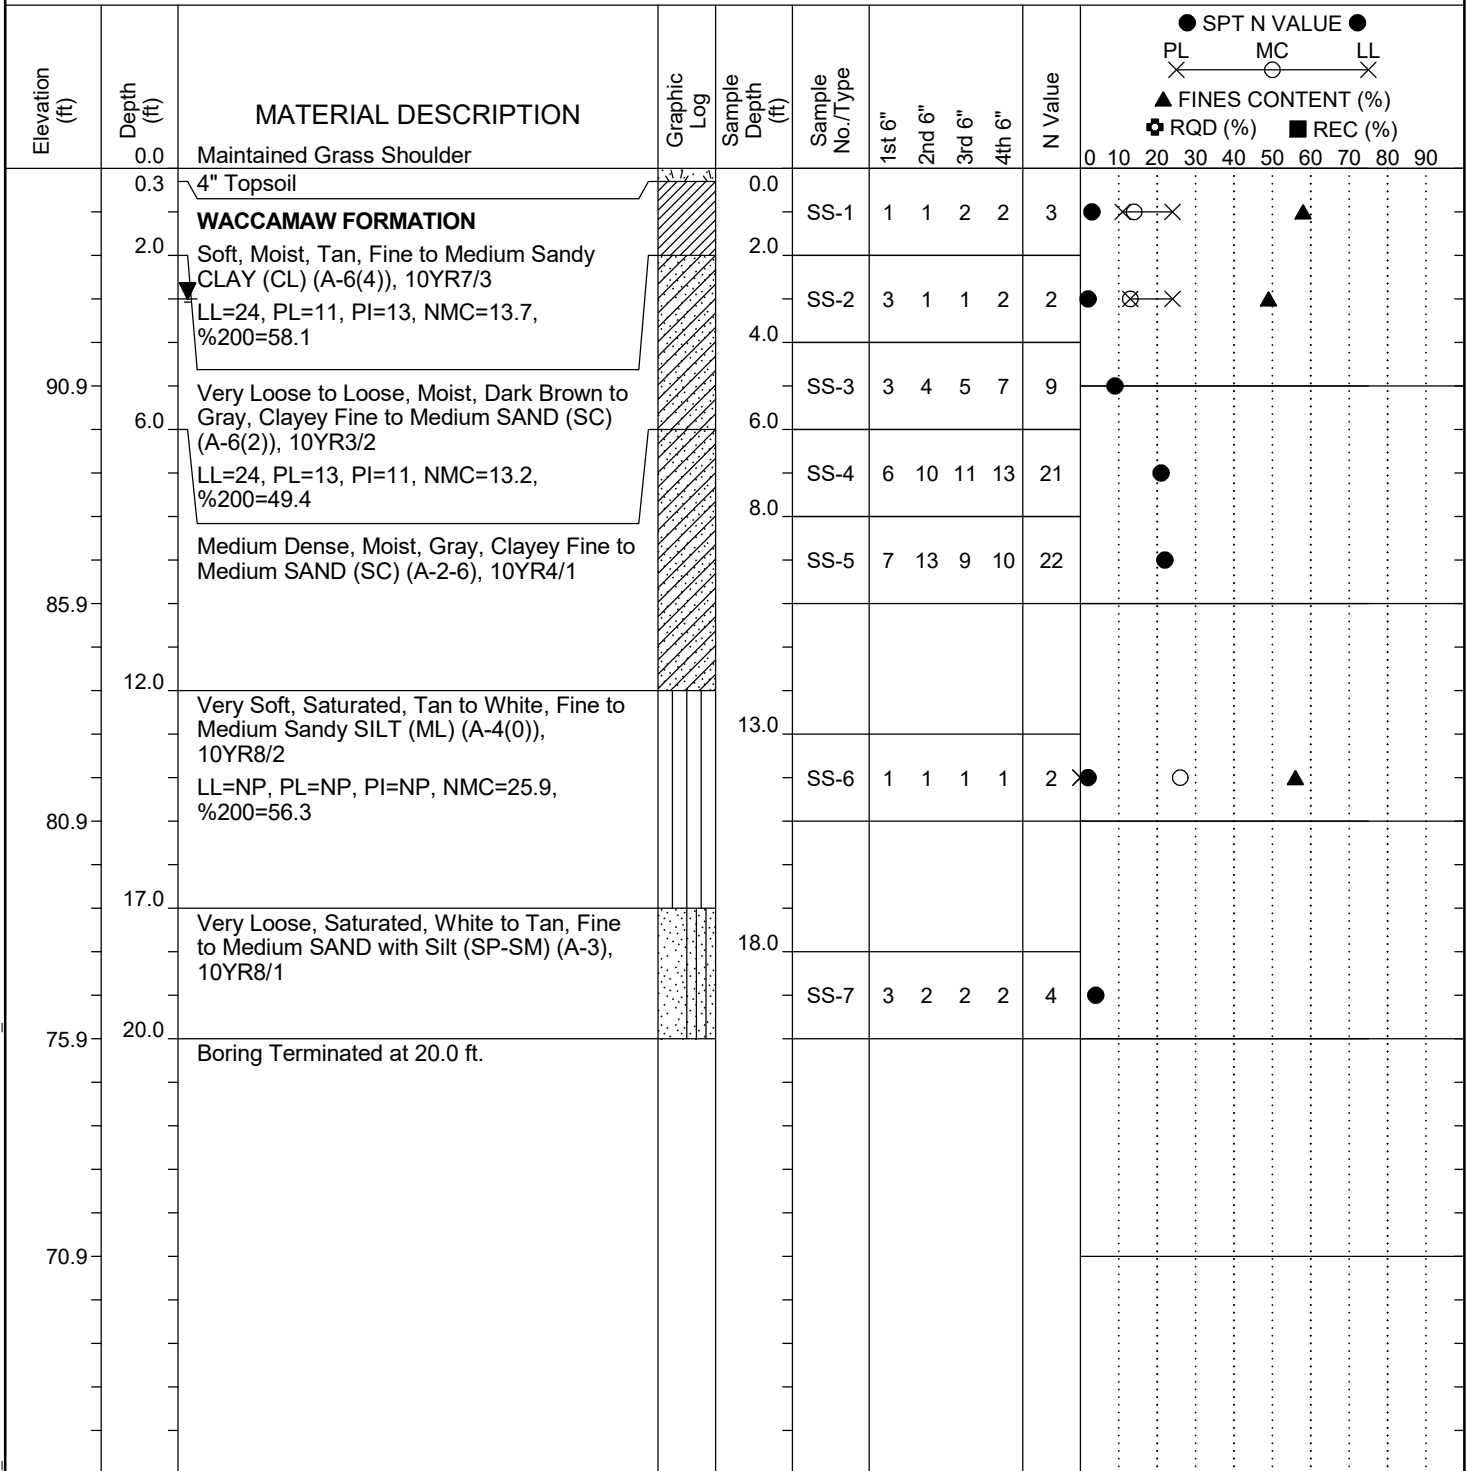 ● SPT N VALUE ●
PL MC LL
▲ FINES CONTENT (%)
RQD (%) ■ REC (%)
0 10 20 30 40 50 60 70 80 90
Elevation (ft)
Depth (ft)
MATERIAL DESCRIPTION
Graphic Log
Sample Depth (ft)
Sample No./Type
1st 6"
2nd 6"
3rd 6"
4th 6"
N Value
0.0 Maintained Grass Shoulder
0.3 4" Topsoil 0.0
WACCAMAW FORMATION
SS-1 1 1 2 2 3
2.0 Soft, Moist, Tan, Fine to Medium Sandy 2.0
CLAY (CL) (A-6(4)), 10YR7/3
LL=24, PL=11, PI=13, NMC=13.7,
%200=58.1
SS-2 3 1 1 2 2
4.0
90.9 Very Loose to Loose, Moist, Dark Brown to
SS-3 3 4 5 7 9
Gray, Clayey Fine to Medium SAND (SC)
6.0 6.0
(A-6(2)), 10YR3/2
LL=24, PL=13, PI=11, NMC=13.2,
%200=49.4
SS-4 6 10 11 13 21
8.0
Medium Dense, Moist, Gray, Clayey Fine to
Medium SAND (SC) (A-2-6), 10YR4/1
SS-5 7 13 9 10 22
85.9
12.0
Very Soft, Saturated, Tan to White, Fine to
Medium Sandy SILT (ML) (A-4(0)),
10YR8/2
13.0
LL=NP, PL=NP, PI=NP, NMC=25.9,
%200=56.3
SS-6 1 1 1 1 2
80.9
17.0
Very Loose, Saturated, White to Tan, Fine
to Medium SAND with Silt (SP-SM) (A-3),
10YR8/1
18.0
SS-7 3 2 2 2 4
75.9 20.0
Boring Terminated at 20.0 ft.
70.9